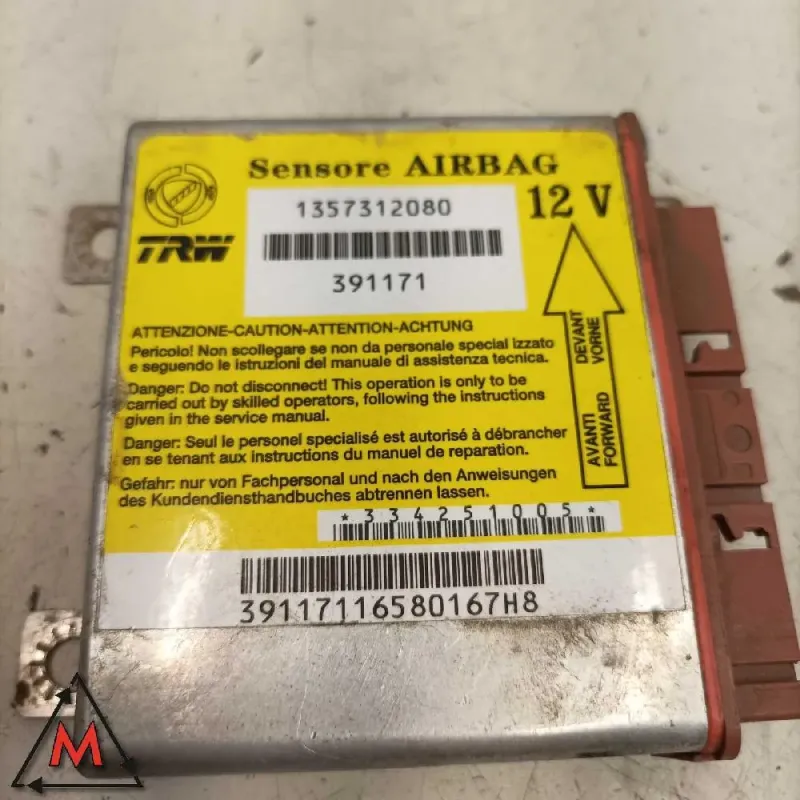 Sensore AIRBAG
1357312080
12 V
TRW
391171
ATTENZIONE-CAUTION-ATTENTION-ACHTUNG
Pericolo! Non scollegare se non da personale special izzato
e seguendo le istruzioni del manuale di assistenza tecnica.
Danger: Do not disconnect! This operation is only to be
carried out by skilled operators, following the instructions
given in the service manual.
Danger: Seul le personel spécialisé est autorisé à débrancher
en se tenant aux instructions du manuel de reparation.
Gefahr: nur von Fachpersonal und nach den Anweisungen
des Kundendiensthandbuches abtrennen lassen.
AVANTI DEVANT
FORWARD VORNE
*334251005*
39117116580167H8
M